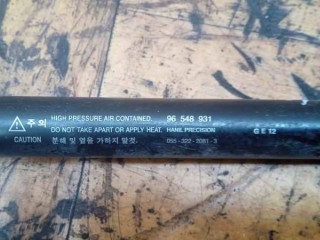 주의 HIGH PRESSURE AIR CONTAINED. 96 548 931
DO NOT TAKE APART OR APPLY HEAT. HANIL PRECISION. G E 12
CAUTION 분해 및 열을 가하지 말것.